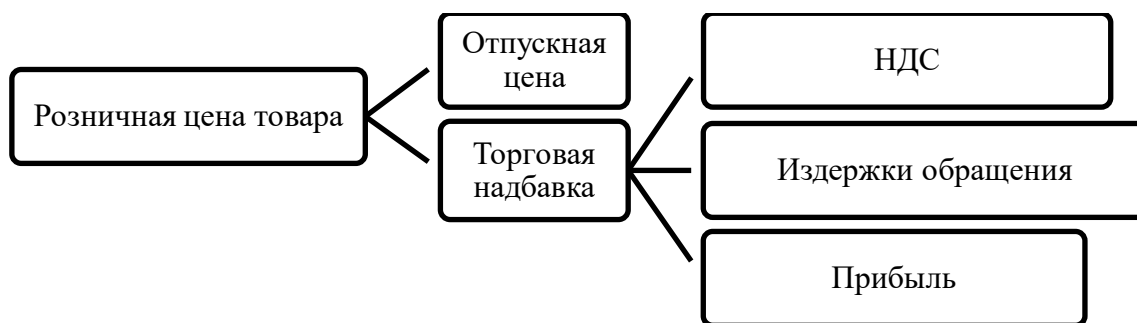 Розничная цена товара
Отпускная
цена
Торговая
надбавка
НДС
Издержки обращения
Прибыль